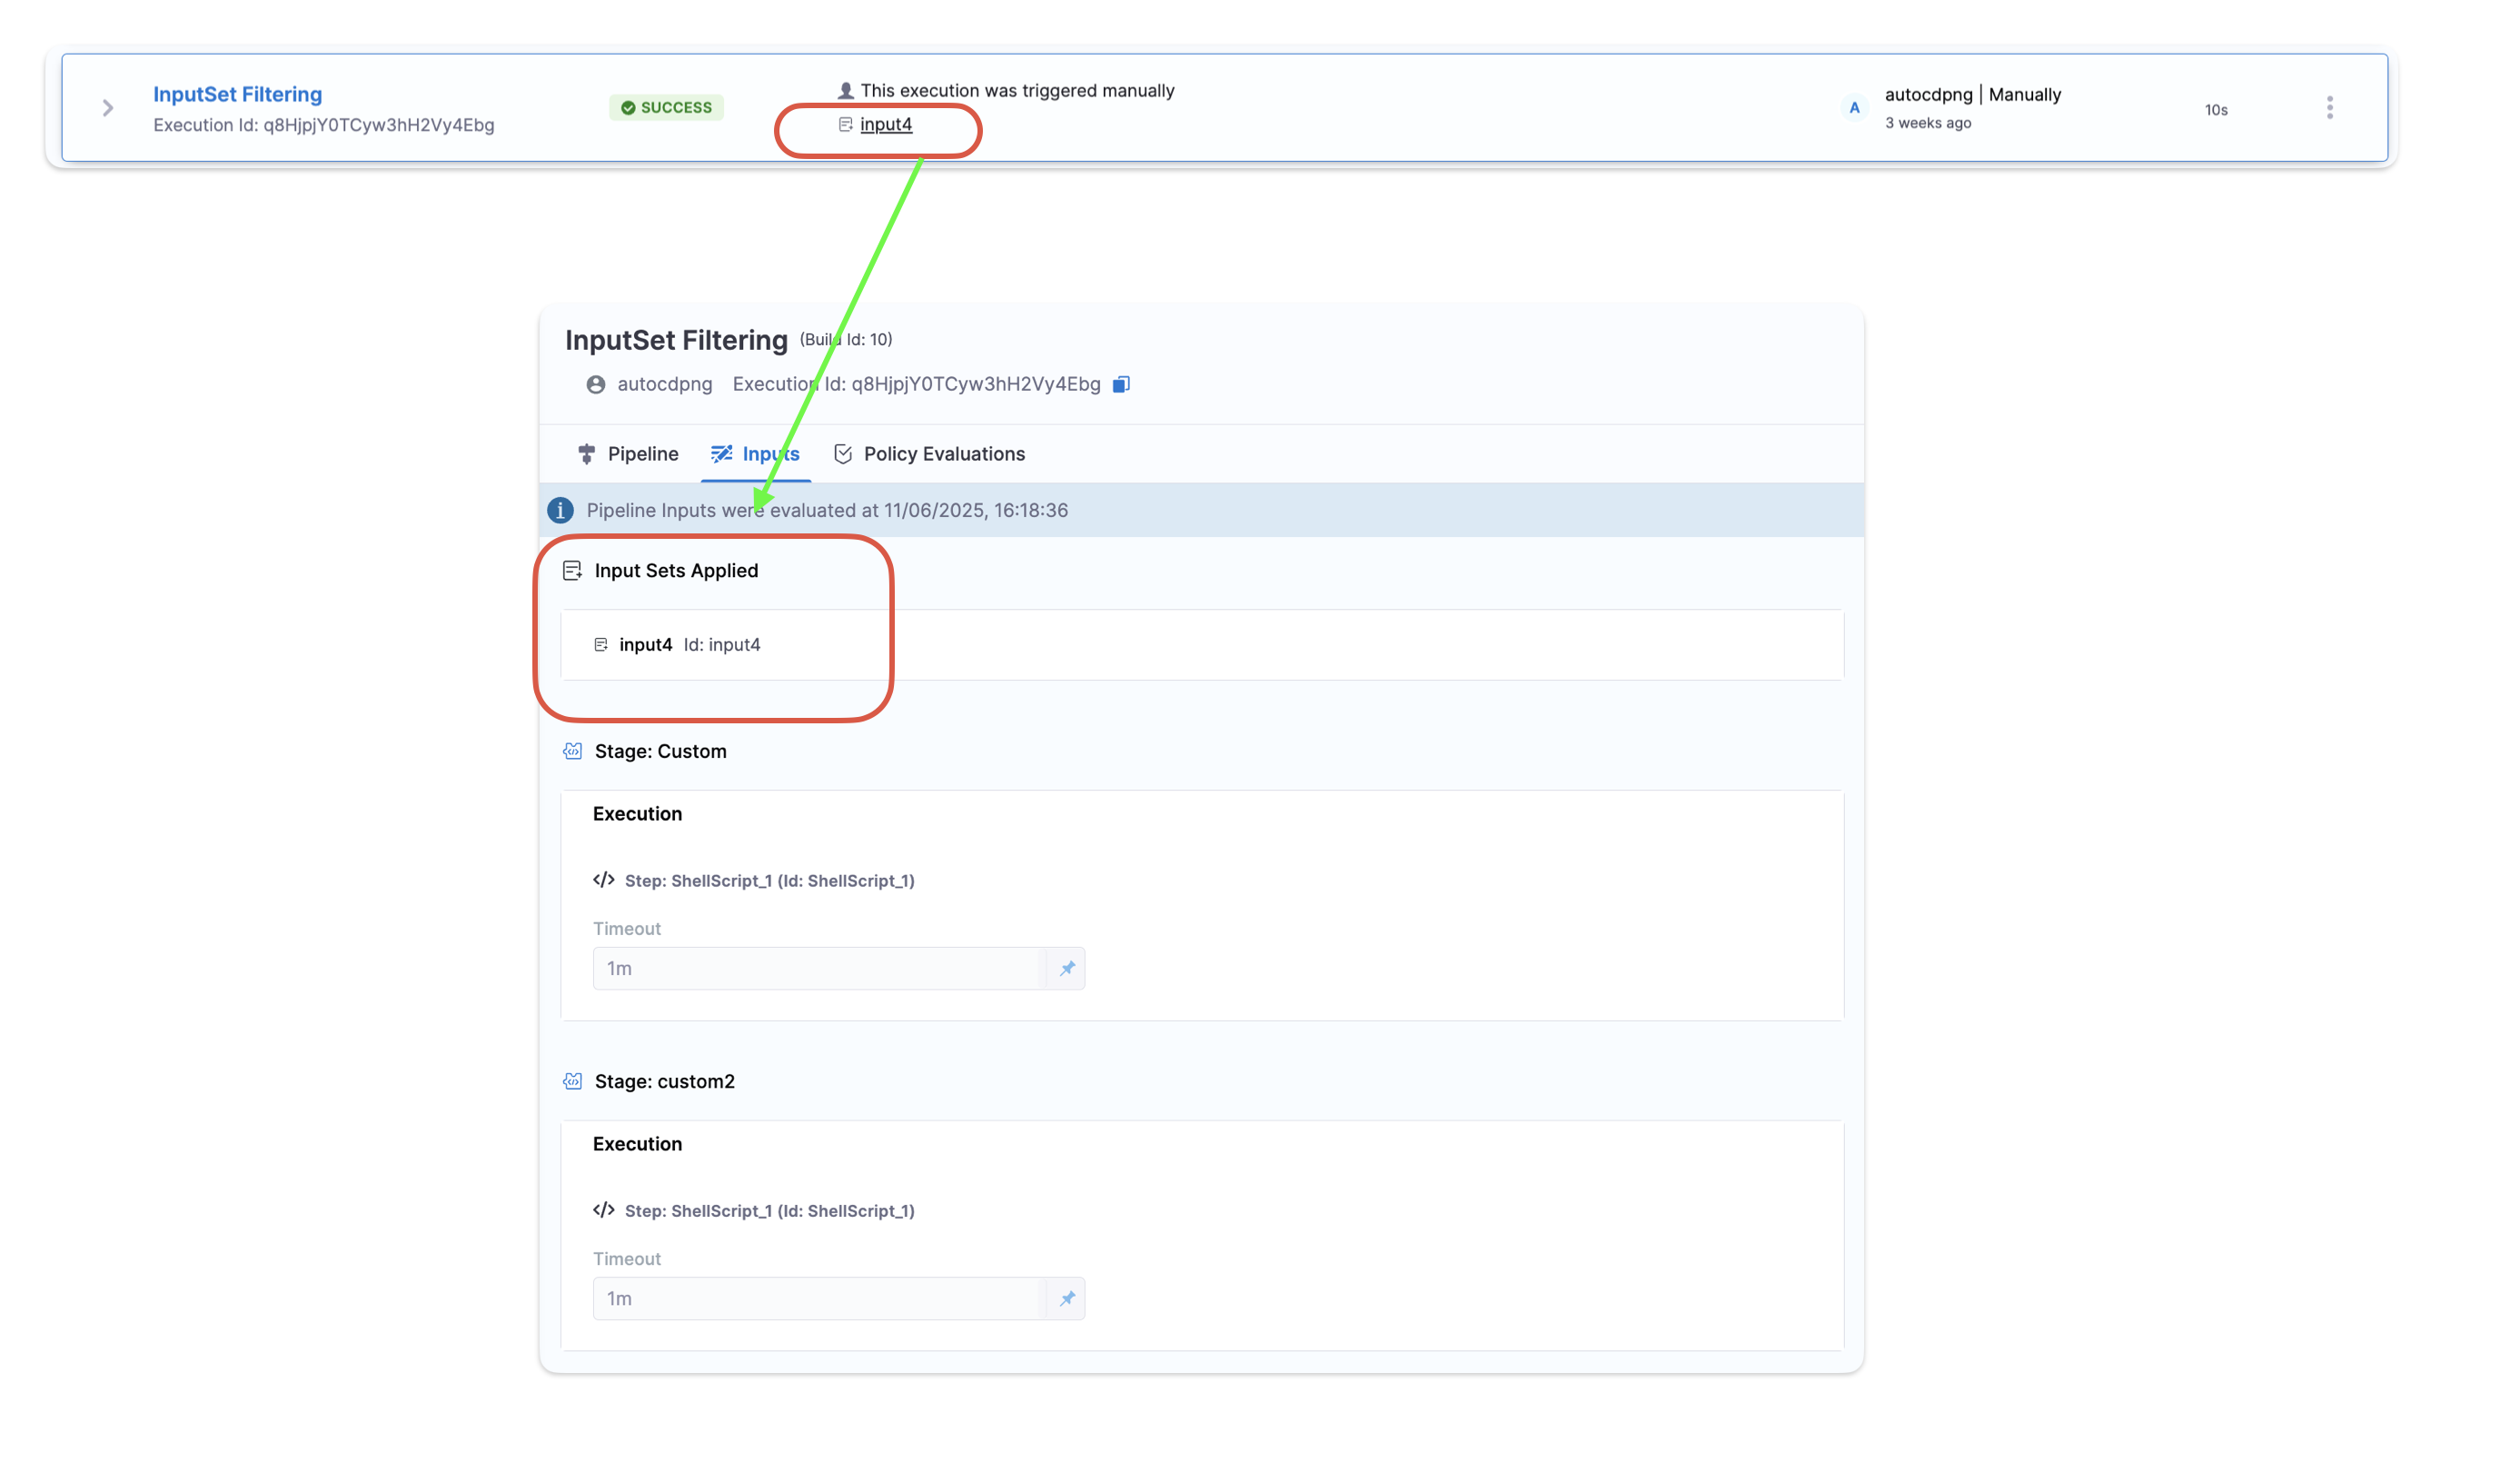 InputSet Filtering
Execution Id: q8HjpjY0TCyw3hH2Vy4Ebg
SUCCESS
This execution was triggered manually
input4
A
autocdpng | Manually
3 weeks ago
10s
InputSet Filtering (Build Id: 10)
autocdpng Execution Id: q8HjpjY0TCyw3hH2Vy4Ebg
Pipeline Inputs Policy Evaluations
Pipeline Inputs were evaluated at 11/06/2025, 16:18:36
Input Sets Applied
input4 Id: input4
Stage: Custom
Execution
</> Step: ShellScript_1 (Id: ShellScript_1)
Timeout
1m
Stage: custom2
Execution
</> Step: ShellScript_1 (Id: ShellScript_1)
Timeout
1m